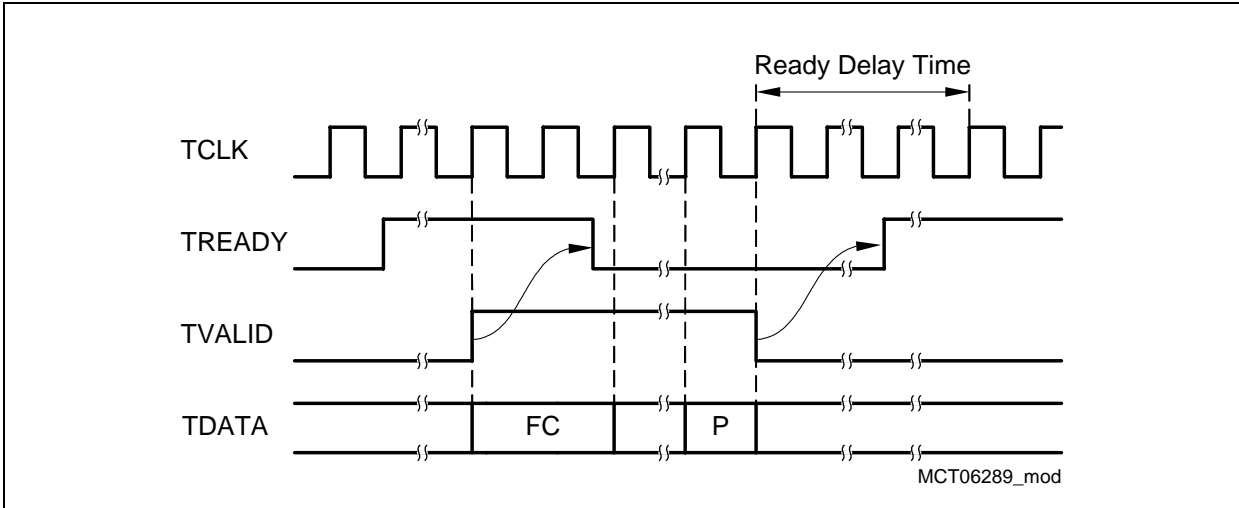 Ready Delay Time
TCLK
TREADY
TVALID
TDATA
FC
P
MCT06289_mod